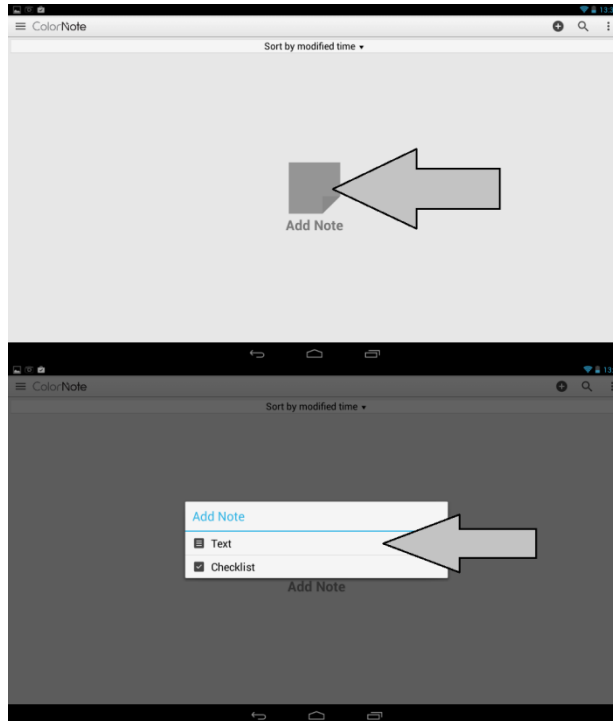 ColorNote
Sort by modified time
Add Note
ColorNote
Sort by modified time
Add Note
Text
Checklist
Add Note